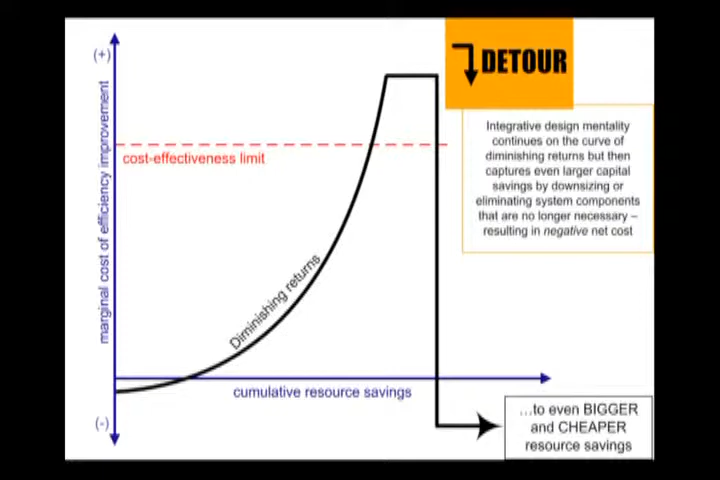 (+)
DETOUR
marginal cost of efficiency improvement
cost-effectiveness limit
Integrative design mentality
continues on the curve of
diminishing returns but then
captures even larger capital
savings by downsizing or
eliminating system components
that are no longer necessary –
resulting in negative net cost
Diminishing returns
cumulative resource savings
(-)
…to even BIGGER
and CHEAPER
resource savings